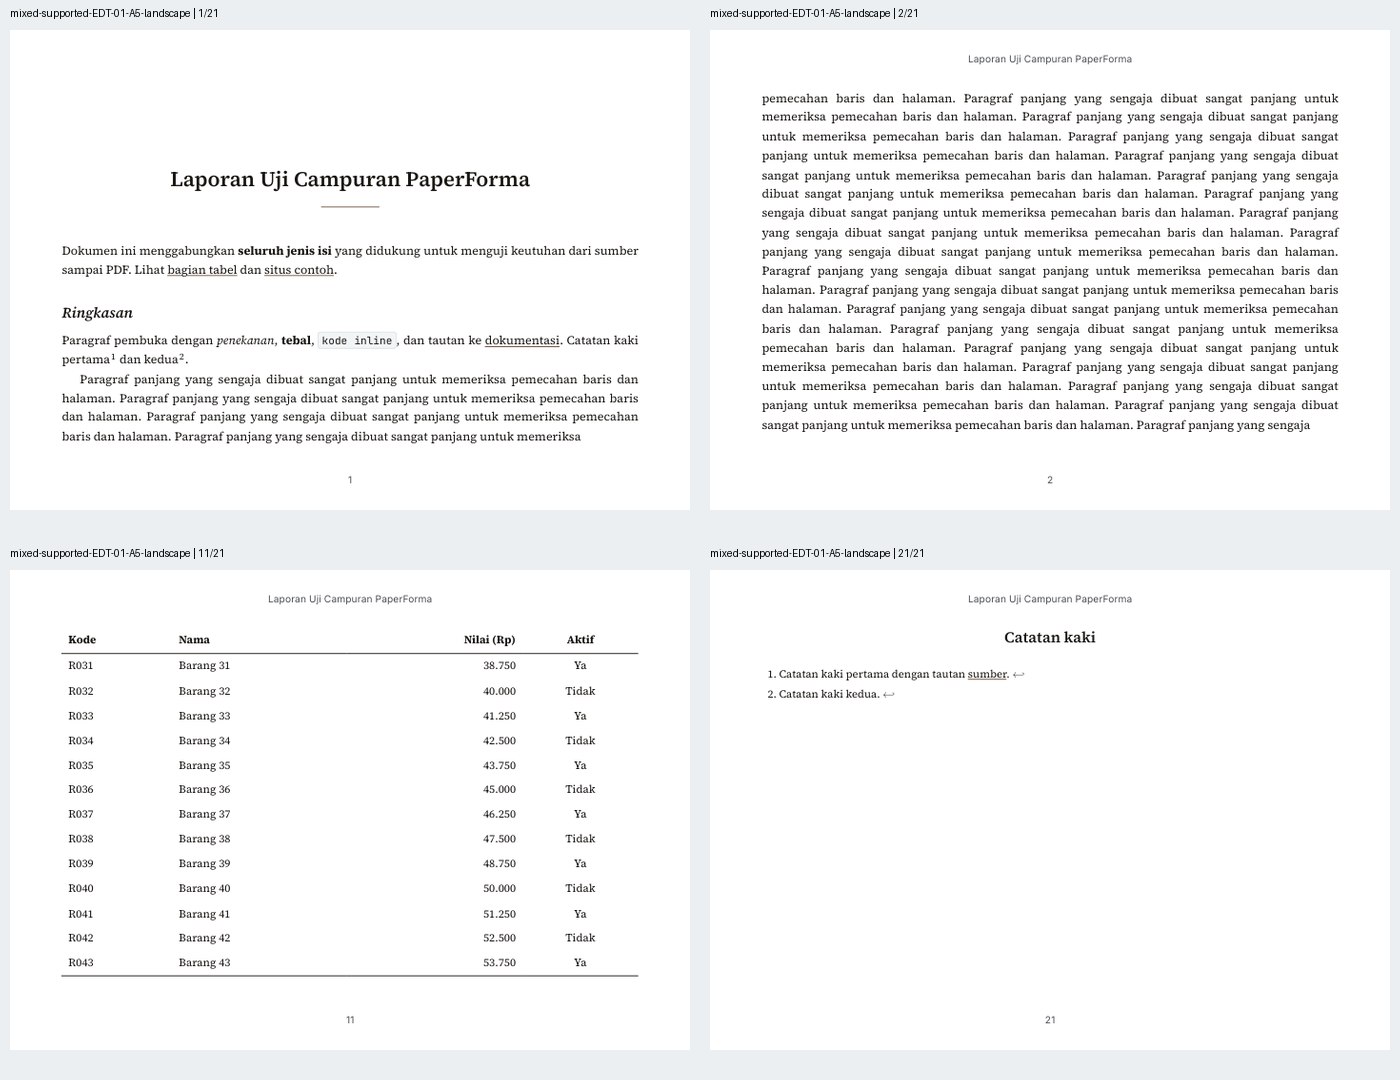 mixed-supported-EDT-01-A5-landscape | 1/21
Laporan Uji Campuran PaperForma
Dokumen ini menggabungkan seluruh jenis isi yang didukung untuk menguji keutuhan dari sumber
sampai PDF. Lihat bagian tabel dan situs contoh.
Ringkasan
Paragraf pembuka dengan penekanan, tebal, kode inline, dan tautan ke dokumentasi. Catatan kaki
pertama¹ dan kedua².
Paragraf panjang yang sengaja dibuat sangat panjang untuk memeriksa pemecahan baris dan
halaman. Paragraf panjang yang sengaja dibuat sangat panjang untuk memeriksa pemecahan baris
dan halaman. Paragraf panjang yang sengaja dibuat sangat panjang untuk memeriksa pemecahan
baris dan halaman. Paragraf panjang yang sengaja dibuat sangat panjang untuk memeriksa
1
mixed-supported-EDT-01-A5-landscape | 2/21
Laporan Uji Campuran PaperForma
pemecahan baris dan halaman. Paragraf panjang yang sengaja dibuat sangat panjang untuk
memeriksa pemecahan baris dan halaman. Paragraf panjang yang sengaja dibuat sangat panjang
untuk memeriksa pemecahan baris dan halaman. Paragraf panjang yang sengaja dibuat sangat
panjang untuk memeriksa pemecahan baris dan halaman. Paragraf panjang yang sengaja dibuat
sangat panjang untuk memeriksa pemecahan baris dan halaman. Paragraf panjang yang sengaja
dibuat sangat panjang untuk memeriksa pemecahan baris dan halaman. Paragraf panjang yang
sengaja dibuat sangat panjang untuk memeriksa pemecahan baris dan halaman. Paragraf panjang
yang sengaja dibuat sangat panjang untuk memeriksa pemecahan baris dan halaman. Paragraf
panjang yang sengaja dibuat sangat panjang untuk memeriksa pemecahan baris dan halaman.
Paragraf panjang yang sengaja dibuat sangat panjang untuk memeriksa pemecahan baris dan
halaman. Paragraf panjang yang sengaja dibuat sangat panjang untuk memeriksa pemecahan baris
dan halaman. Paragraf panjang yang sengaja dibuat sangat panjang untuk memeriksa pemecahan
baris dan halaman. Paragraf panjang yang sengaja dibuat sangat panjang untuk memeriksa
pemecahan baris dan halaman. Paragraf panjang yang sengaja dibuat sangat panjang untuk
memeriksa pemecahan baris dan halaman. Paragraf panjang yang sengaja dibuat sangat panjang
untuk memeriksa pemecahan baris dan halaman. Paragraf panjang yang sengaja dibuat sangat
panjang untuk memeriksa pemecahan baris dan halaman. Paragraf panjang yang sengaja dibuat
sangat panjang untuk memeriksa pemecahan baris dan halaman. Paragraf panjang yang sengaja
2
mixed-supported-EDT-01-A5-landscape | 11/21
Laporan Uji Campuran PaperForma
Kode Nama Nilai (Rp) Aktif
R031 Barang 31 38.750 Ya
R032 Barang 32 40.000 Tidak
R033 Barang 33 41.250 Ya
R034 Barang 34 42.500 Tidak
R035 Barang 35 43.750 Ya
R036 Barang 36 45.000 Tidak
R037 Barang 37 46.250 Ya
R038 Barang 38 47.500 Tidak
R039 Barang 39 48.750 Ya
R040 Barang 40 50.000 Tidak
R041 Barang 41 51.250 Ya
R042 Barang 42 52.500 Tidak
R043 Barang 43 53.750 Ya
11
mixed-supported-EDT-01-A5-landscape | 21/21
Laporan Uji Campuran PaperForma
Catatan kaki
1. Catatan kaki pertama dengan tautan sumber. ↩
2. Catatan kaki kedua. ↩
21